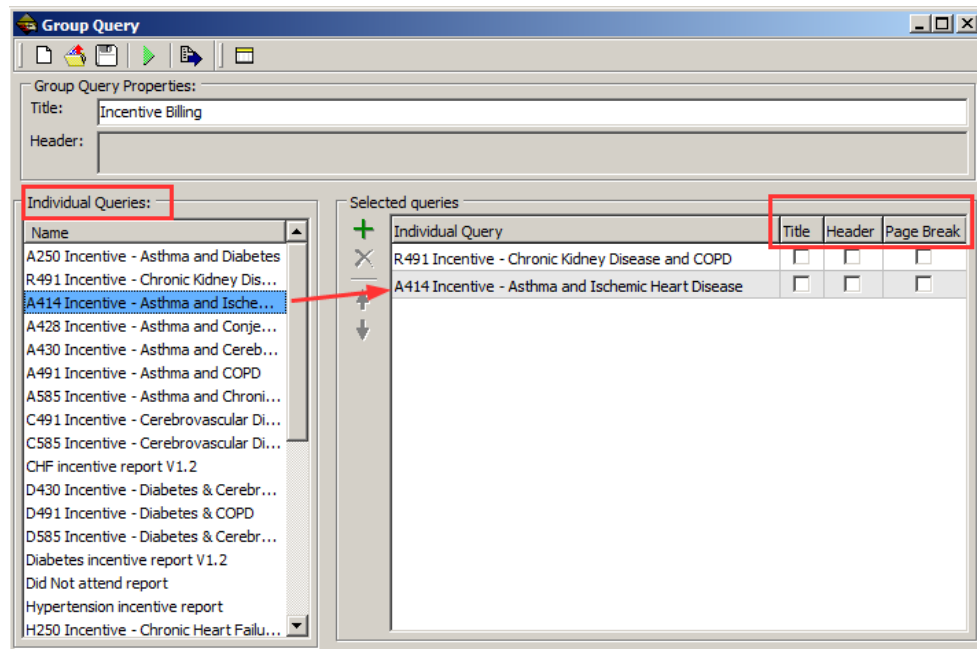 Group Query
Group Query Properties:
Title:
Incentive Billing
Header:
Individual Queries:
Name
A250 Incentive - Asthma and Diabetes
R491 Incentive - Chronic Kidney Dis...
A414 Incentive - Asthma and Ische...
A428 Incentive - Asthma and Conje...
A430 Incentive - Asthma and Cereb...
A491 Incentive - Asthma and COPD
A585 Incentive - Asthma and Chroni...
C491 Incentive - Cerebrovascular Di...
C585 Incentive - Cerebrovascular Di...
CHF incentive report V1.2
D430 Incentive - Diabetes & Cerebr...
D491 Incentive - Diabetes & COPD
D585 Incentive - Diabetes & Cerebr...
Diabetes incentive report V1.2
Did Not attend report
Hypertension incentive report
H250 Incentive - Chronic Heart Failu...
Selected queries
Individual Query Title Header Page Break
R491 Incentive - Chronic Kidney Disease and COPD
A414 Incentive - Asthma and Ischemic Heart Disease